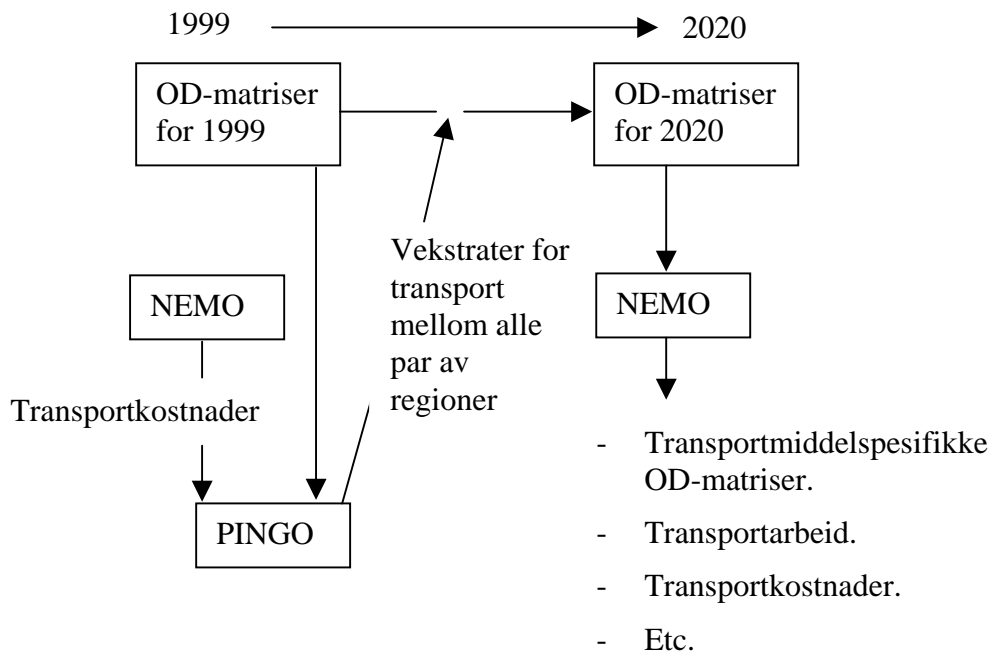 1999
2020
OD-matriser
for 1999
OD-matriser
for 2020
Vekstrater for
transport
mellom alle
par av
regioner
NEMO
NEMO
Transportkostnader
PINGO
- Transportmiddelspesifikke
OD-matriser.
- Transportarbeid.
- Transportkostnader.
- Etc.